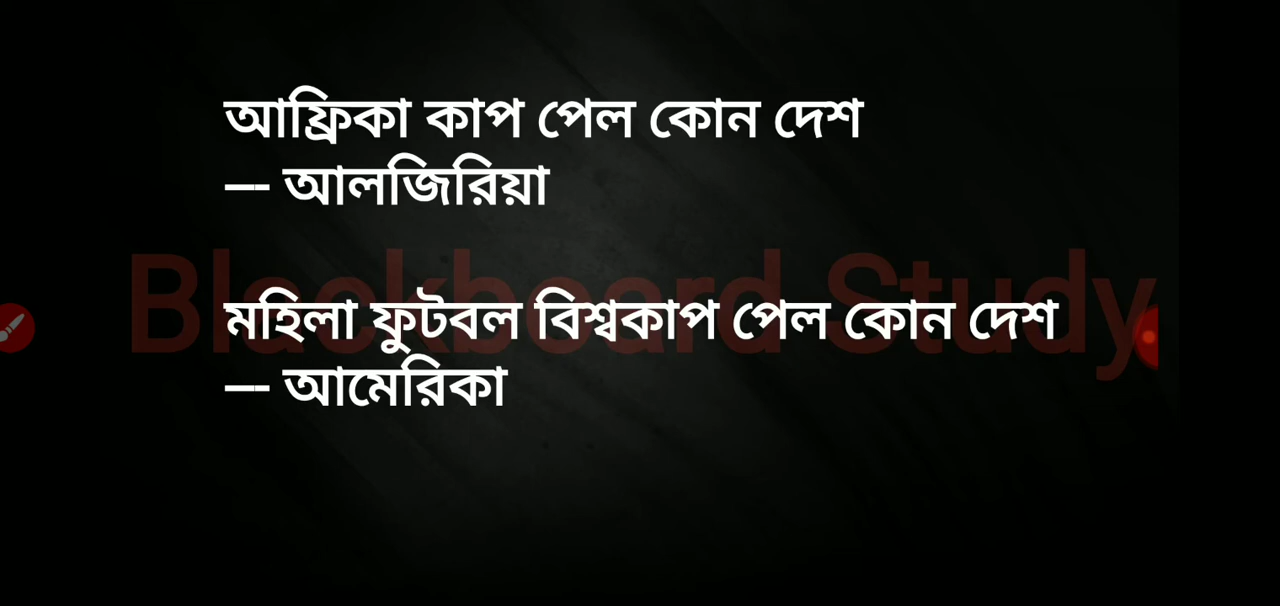 আফ্রিকা কাপ পেল কোন দেশ
–- আলজিরিয়া
Blackboard Study
মহিলা ফুটবল বিশ্বকাপ পেল কোন দেশ
–- আমেরিকা